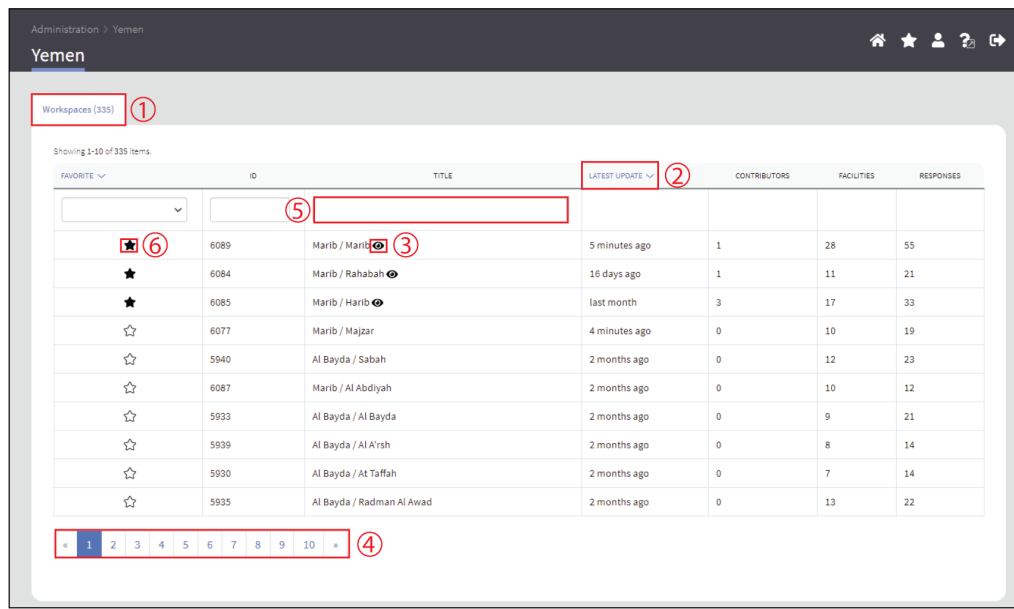 Administration > Yemen
Yemen
Workspaces (335) ①
Showing 1-10 of 335 items.
FAVORITE ID TITLE LATEST UPDATE ② CONTRIBUTORS FACILITIES RESPONSES
⑤
⑥ 6089 Marib / Marib ③ 5 minutes ago 1 28 55
6084 Marib / Rahabah 16 days ago 1 11 21
6085 Marib / Harib last month 3 17 33
6077 Marib / Majzar 4 minutes ago 0 10 19
5940 Al Bayda / Sabah 2 months ago 0 12 23
6087 Marib / Al Abdiyah 2 months ago 0 10 12
5933 Al Bayda / Al Bayda 2 months ago 0 9 21
5939 Al Bayda / Al A'rsh 2 months ago 0 8 14
5930 Al Bayda / At Taffah 2 months ago 0 7 14
5935 Al Bayda / Radman Al Awad 2 months ago 0 13 22
« 1 2 3 4 5 6 7 8 9 10 » ④